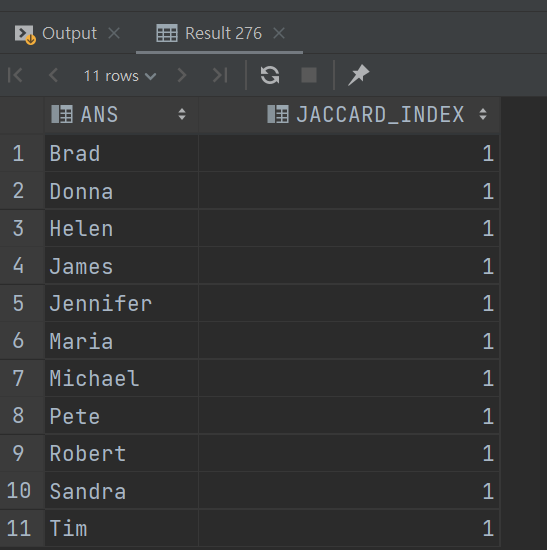 Output Result 276
11 rows
ANS JACCARD_INDEX
1 Brad 1
2 Donna 1
3 Helen 1
4 James 1
5 Jennifer 1
6 Maria 1
7 Michael 1
8 Pete 1
9 Robert 1
10 Sandra 1
11 Tim 1